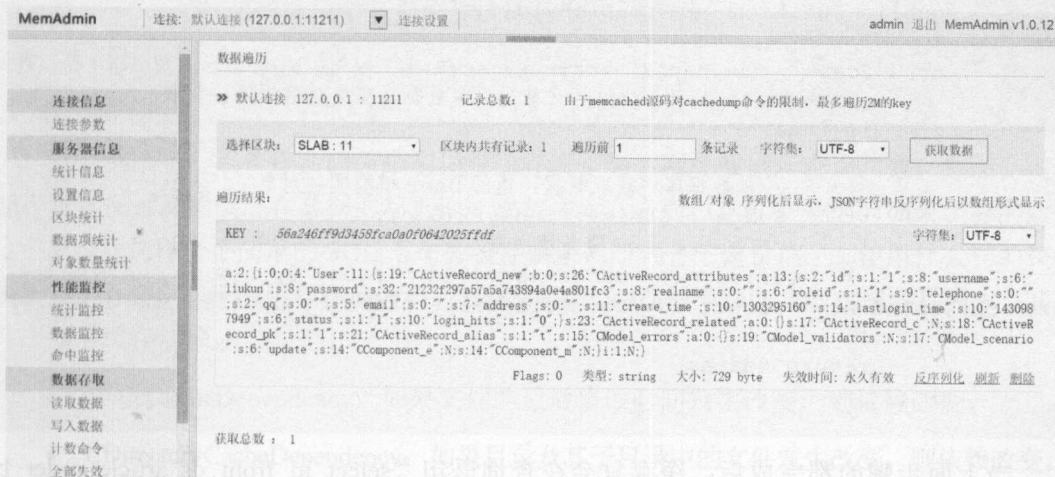 MemAdmin 连接: 默认连接 (127.0.0.1:11211) 连接设置 admin 退出 MemAdmin v1.0.12
连接信息
连接参数
服务器信息
统计信息
设置信息
区块统计
数据项统计
对象数量统计
性能监控
统计监控
数据监控
命中监控
数据存取
读取数据
写入数据
计数命令
全部失效
数据遍历
» 默认连接 127.0.0.1 : 11211 记录总数: 1 由于memcached源码对cachedump命令的限制, 最多遍历2M的key
选择区块: SLAB : 11 区块内共有记录: 1 遍历前 1 条记录 字符集: UTF-8 获取数据
遍历结果: 数组/对象 序列化后显示, JSON字符串反序列化后以数组形式显示
KEY : 56a246ff9d3458fca0a0f0642025ffdf 字符集: UTF-8
a:2:{i:0;O:4:"User":11:{s:19:"CActiveRecord_new";b:0;s:26:"CActiveRecord_attributes";a:13:{s:2:"id";s:1:"1";s:8:"username";s:6:"
liukun";s:8:"password";s:32:"21232f297a57a5a743894a0e4a801fc3";s:8:"realname";s:0:"";s:6:"roleid";s:1:"1";s:9:"telephone";s:0:""
;s:2:"qq";s:0:"";s:5:"email";s:0:"";s:7:"address";s:0:"";s:11:"create_time";s:10:"1303295160";s:14:"lastlogin_time";s:10:"143098
7949";s:6:"status";s:1:"1";s:10:"login_hits";s:1:"0";}s:23:"CActiveRecord_related";a:0:{}s:17:"CActiveRecord_c";N;s:18:"CActiveR
ecord_pk";s:1:"1";s:21:"CActiveRecord_alias";s:1:"t";s:15:"CModel_errors";a:0:{}s:19:"CModel_validators";N;s:17:"CModel_scenario
";s:6:"update";s:14:"CComponent_e";N;s:14:"CComponent_m";N;}i:1;N;}
Flags: 0 类型: string 大小: 729 byte 失效时间: 永久有效 反序列化 刷新 删除
获取总数 : 1